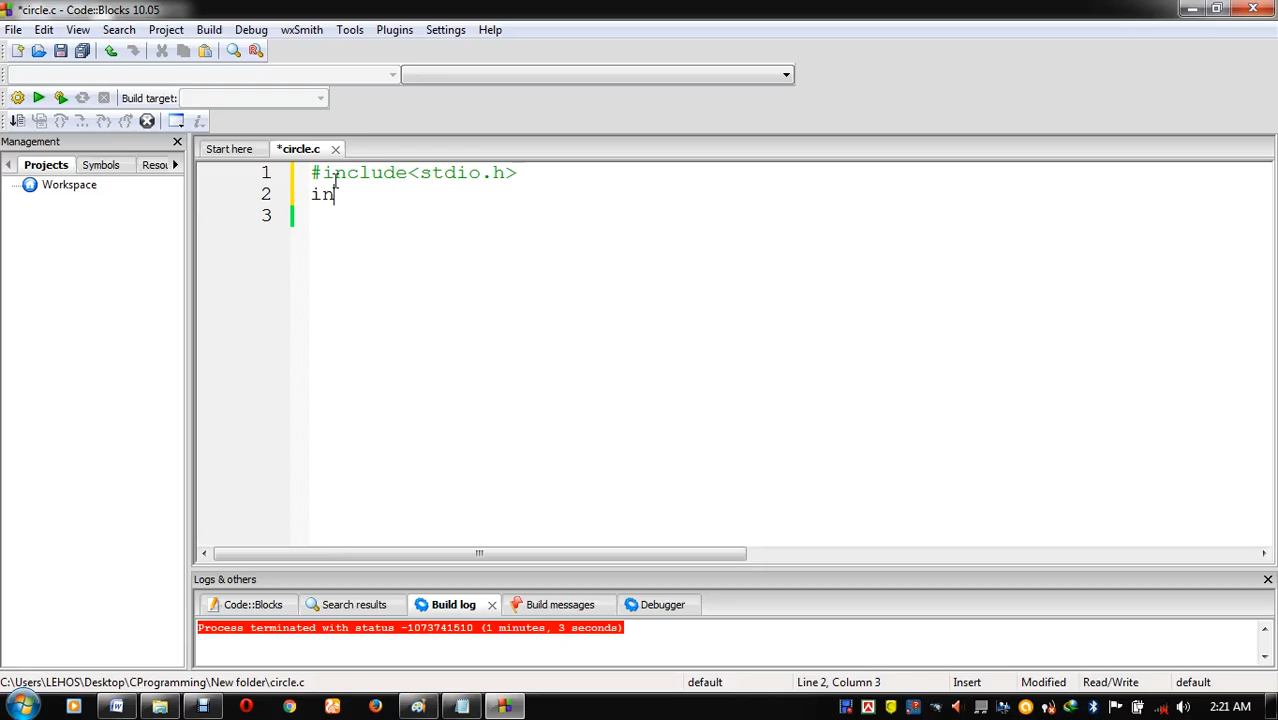 *circle.c - Code::Blocks 10.05
File Edit View Search Project Build Debug wxSmith Tools Plugins Settings Help
Build target:
Management
Projects Symbols Resou
Workspace
Start here *circle.c
1 #include<stdio.h>
2 in
3
Logs & others
Code::Blocks Search results Build log Build messages Debugger
Process terminated with status -1073741510 (1 minutes, 3 seconds)
C:\Users\LEHOS\Desktop\CProgramming\New folder\circle.c default Line 2, Column 3 Insert Modified Read/Write default
2:21 AM